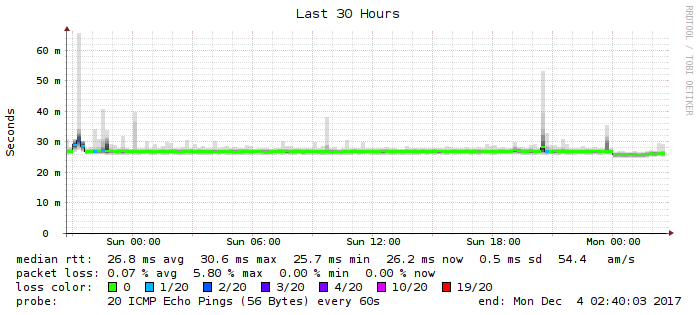 Last 30 Hours
RRDTOOL / TOBI OETIKER
Seconds
60 m
50 m
40 m
30 m
20 m
10 m
0
Sun 00:00 Sun 06:00 Sun 12:00 Sun 18:00 Mon 00:00
median rtt: 26.8 ms avg 30.6 ms max 25.7 ms min 26.2 ms now 0.5 ms sd 54.4 am/s
packet loss: 0.07 % avg 5.80 % max 0.00 % min 0.00 % now
loss color: 0 1/20 2/20 3/20 4/20 10/20 19/20
probe: 20 ICMP Echo Pings (56 Bytes) every 60s end: Mon Dec 4 02:40:03 2017